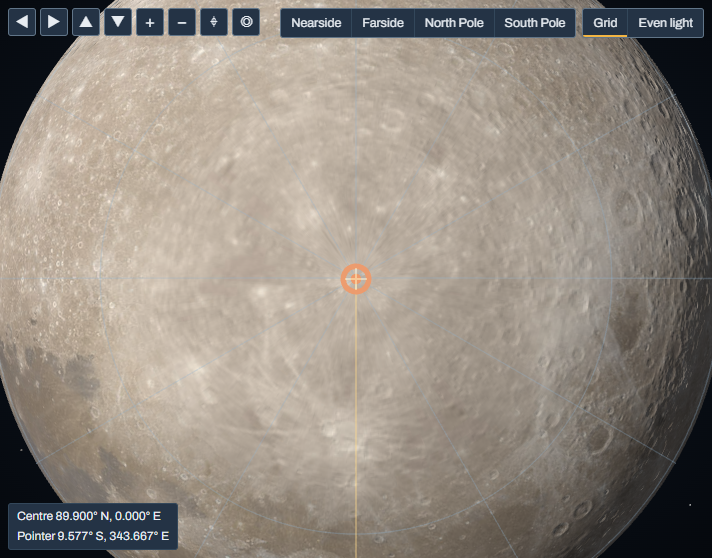 Nearside Farside North Pole South Pole Grid Even light
Centre 89.900° N, 0.000° E
Pointer 9.577° S, 343.667° E